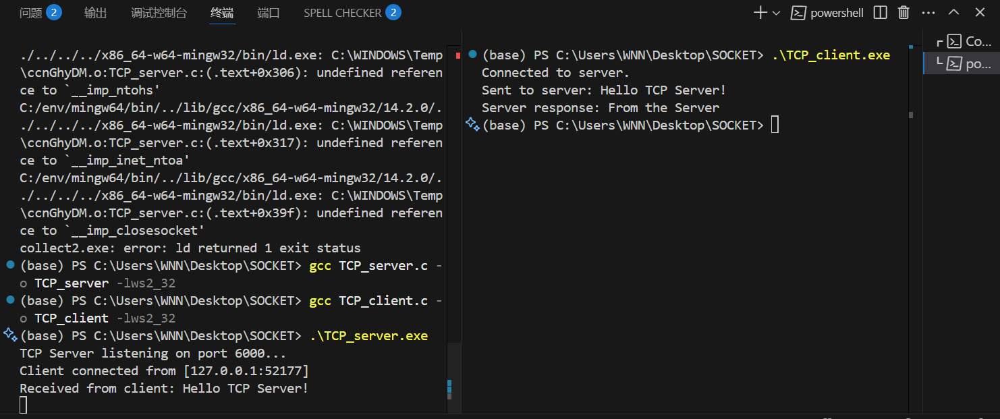 问题 2 输出 调试控制台 终端 端口 SPELL CHECKER 2 powershell
./../../../x86_64-w64-mingw32/bin/ld.exe: C:\WINDOWS\Temp
\ccnGhyDM.o:TCP_server.c:(.text+0x306): undefined referen
ce to `__imp_ntohs'
C:/env/mingw64/bin/../lib/gcc/x86_64-w64-mingw32/14.2.0/.
./../../../x86_64-w64-mingw32/bin/ld.exe: C:\WINDOWS\Temp
\ccnGhyDM.o:TCP_server.c:(.text+0x317): undefined referen
ce to `__imp_inet_ntoa'
C:/env/mingw64/bin/../lib/gcc/x86_64-w64-mingw32/14.2.0/.
./../../../x86_64-w64-mingw32/bin/ld.exe: C:\WINDOWS\Temp
\ccnGhyDM.o:TCP_server.c:(.text+0x39f): undefined referen
ce to `__imp_closesocket'
collect2.exe: error: ld returned 1 exit status
(base) PS C:\Users\WNN\Desktop\SOCKET> gcc TCP_server.c -
o TCP_server -lws2_32
(base) PS C:\Users\WNN\Desktop\SOCKET> gcc TCP_client.c -
o TCP_client -lws2_32
(base) PS C:\Users\WNN\Desktop\SOCKET> .\TCP_server.exe
TCP Server listening on port 6000...
Client connected from [127.0.0.1:52177]
Received from client: Hello TCP Server!
(base) PS C:\Users\WNN\Desktop\SOCKET> .\TCP_client.exe
Connected to server.
Sent to server: Hello TCP Server!
Server response: From the Server
(base) PS C:\Users\WNN\Desktop\SOCKET>
Co...
po...